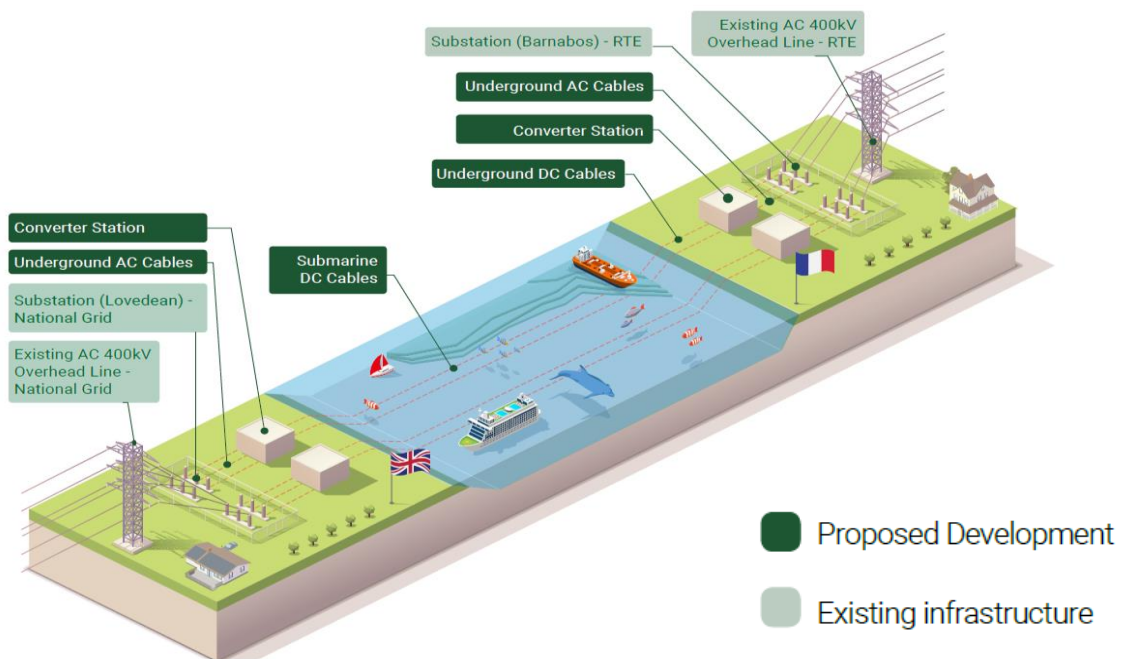 Substation (Barnabos) - RTE
Existing AC 400kV
Overhead Line - RTE
Underground AC Cables
Converter Station
Underground DC Cables
Converter Station
Underground AC Cables
Substation (Lovedean) -
National Grid
Existing AC 400kV
Overhead Line -
National Grid
Submarine
DC Cables
Proposed Development
Existing infrastructure